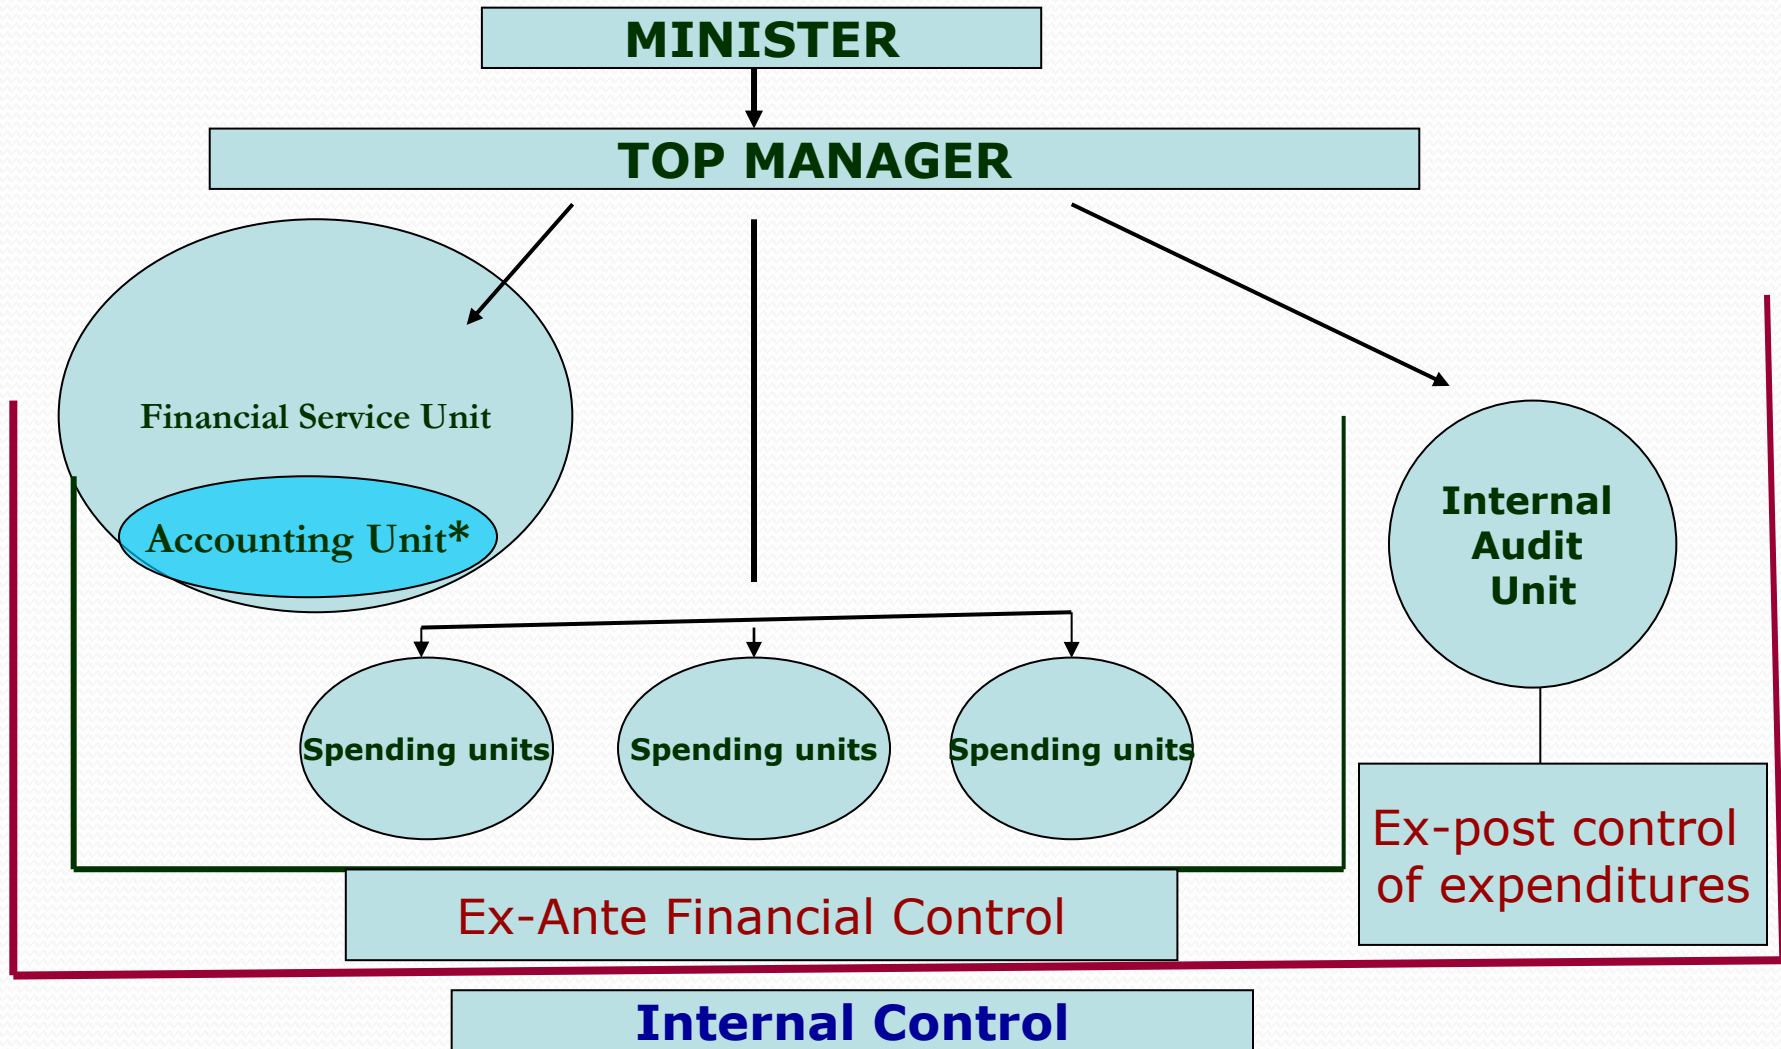 MINISTER
TOP MANAGER
Financial Service Unit
Accounting Unit*
Internal
Audit
Unit
Spending units
Spending units
Spending units
Ex-post control
of expenditures
Ex-Ante Financial Control
Internal Control